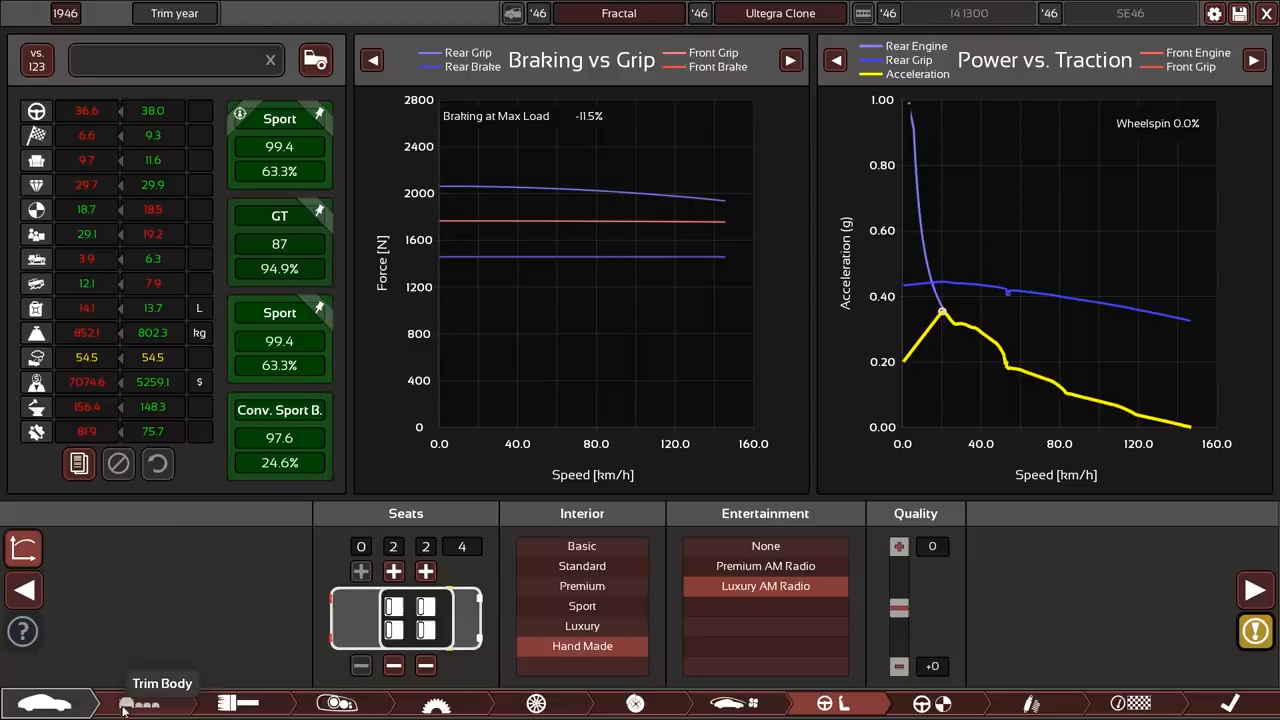 1946 Trim year '46 Fractal '46 Ultegra Clone '46 I4 1300 '46 SE46
vs.
123
Rear Grip
Rear Brake
Braking vs Grip
Front Grip
Front Brake
Rear Engine
Rear Grip
Acceleration
Power vs. Traction
Front Engine
Front Grip
36.6 38.0
6.6 9.3
9.7 11.6
29.7 29.9
18.7 18.5
29.1 19.2
3.9 6.3
12.1 7.9
14.1 13.7 L
852.1 802.3 kg
54.5 54.5
7074.6 5259.1 $
156.4 148.3
81.9 75.7
Sport
99.4
63.3%
GT
87
94.9%
Sport
99.4
63.3%
Conv. Sport B.
97.6
24.6%
Braking at Max Load -11.5%
Force [N]
2800
2400
2000
1600
1200
800
400
0
0.0 40.0 80.0 120.0 160.0
Speed [km/h]
Wheelspin 0.0%
Acceleration (g)
1.00
0.80
0.60
0.40
0.20
0.00
0.0 40.0 80.0 120.0 160.0
Speed [km/h]
Seats
0 2 2 4
Interior
Basic
Standard
Premium
Sport
Luxury
Hand Made
Entertainment
None
Premium AM Radio
Luxury AM Radio
Quality
0
+0
?
Trim Body